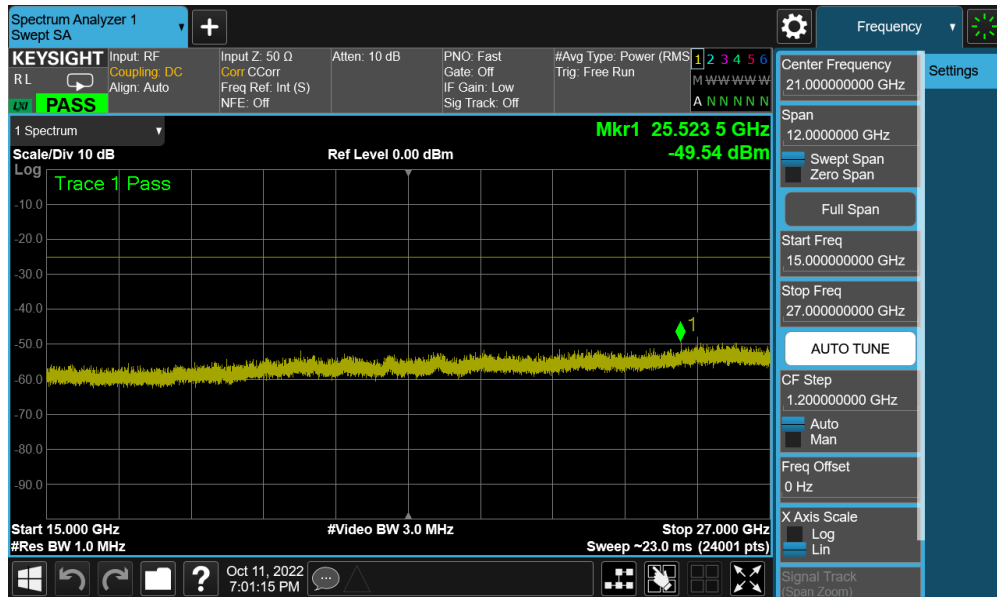 Spectrum Analyzer 1
Swept SA
+
Frequency
KEYSIGHT
R L
LXI PASS
Input: RF
Coupling: DC
Align: Auto
Input Z: 50 Ω
Corr CCorr
Freq Ref: Int (S)
NFE: Off
Atten: 10 dB
PNO: Fast
Gate: Off
IF Gain: Low
Sig Track: Off
#Avg Type: Power (RMS
Trig: Free Run
1 2 3 4 5 6
M W W W W W
A N N N N N
1 Spectrum
Scale/Div 10 dB
Ref Level 0.00 dBm
Mkr1 25.523 5 GHz
-49.54 dBm
Log
Trace 1 Pass
-10.0
-20.0
-30.0
-40.0
1
-50.0
-60.0
-70.0
-80.0
-90.0
Start 15.000 GHz
#Res BW 1.0 MHz
#Video BW 3.0 MHz
Stop 27.000 GHz
Sweep ~23.0 ms (24001 pts)
?
Oct 11, 2022
7:01:15 PM
Center Frequency
21.000000000 GHz
Span
12.0000000 GHz
Swept Span
Zero Span
Full Span
Start Freq
15.000000000 GHz
Stop Freq
27.000000000 GHz
AUTO TUNE
CF Step
1.200000000 GHz
Auto
Man
Freq Offset
0 Hz
X Axis Scale
Log
Lin
Signal Track
(Span Zoom)
Settings